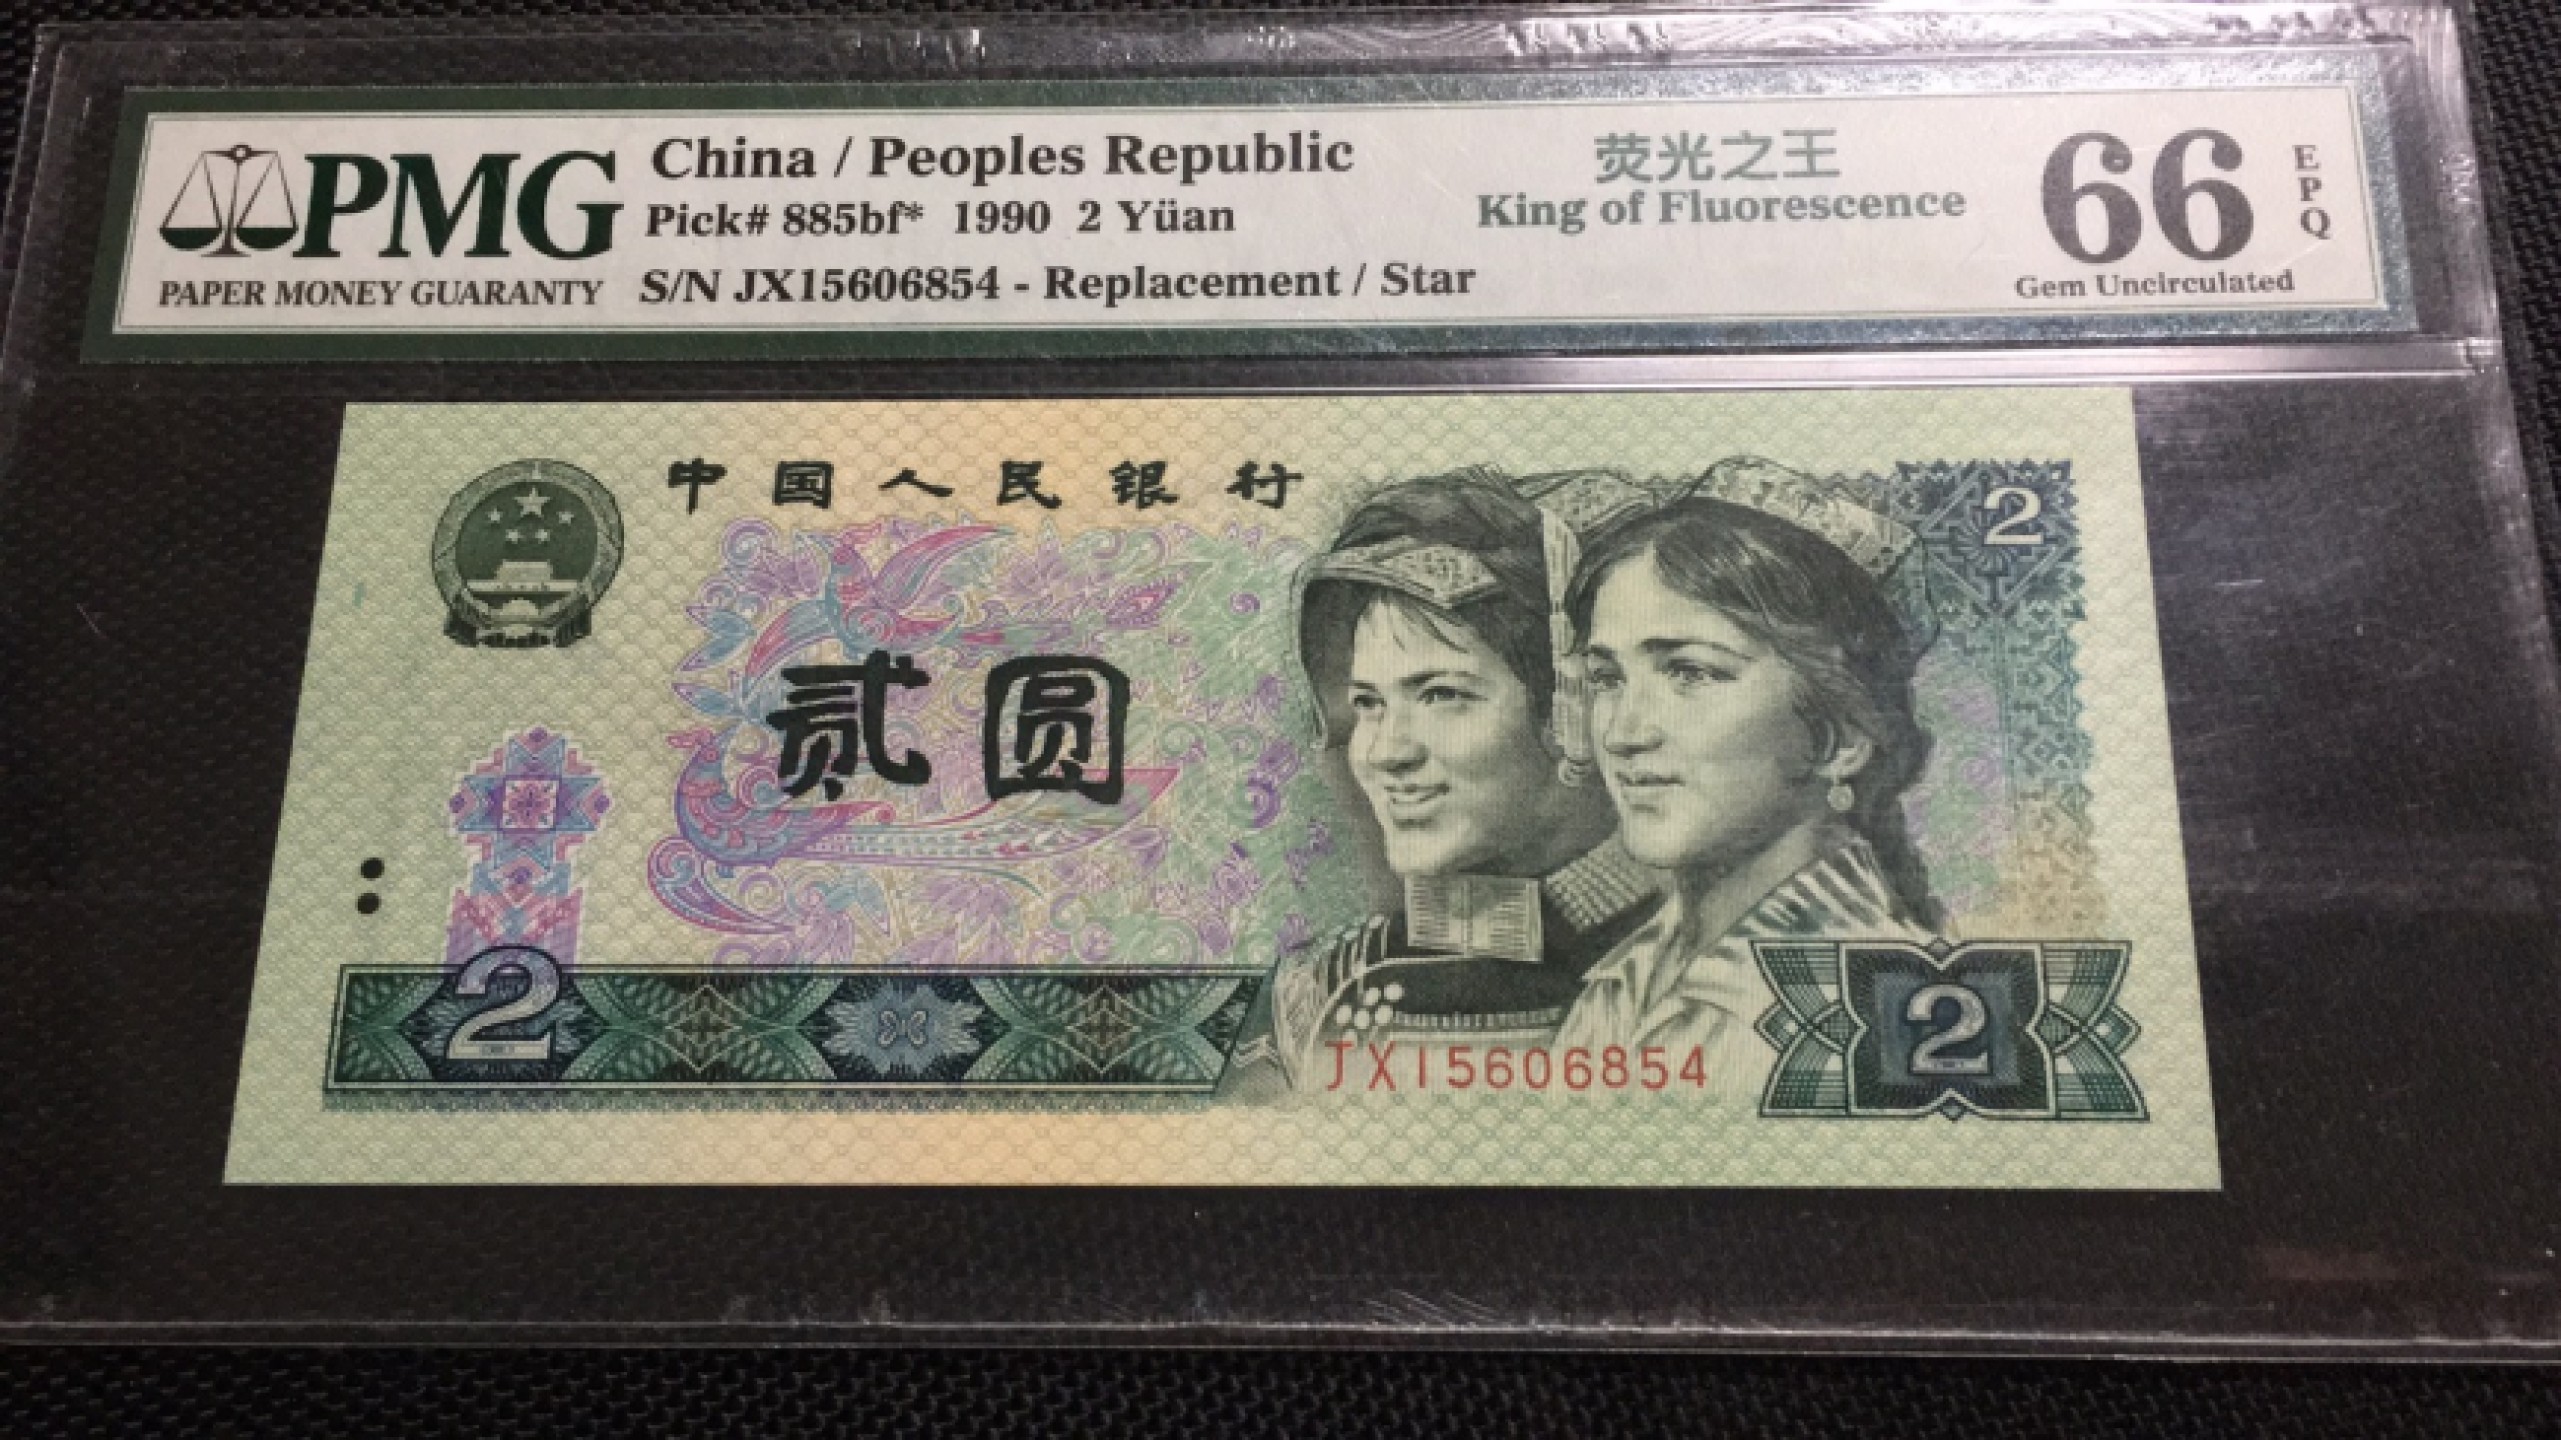 PMG
PAPER MONEY GUARANTY
China / Peoples Republic
Pick# 885bf* 1990 2 Yüan
S/N JX15606854 - Replacement / Star
荧光之王
King of Fluorescence
66
EPQ
Gem Uncirculated
中国人民银行
2
贰圆
2
JX15606854
2